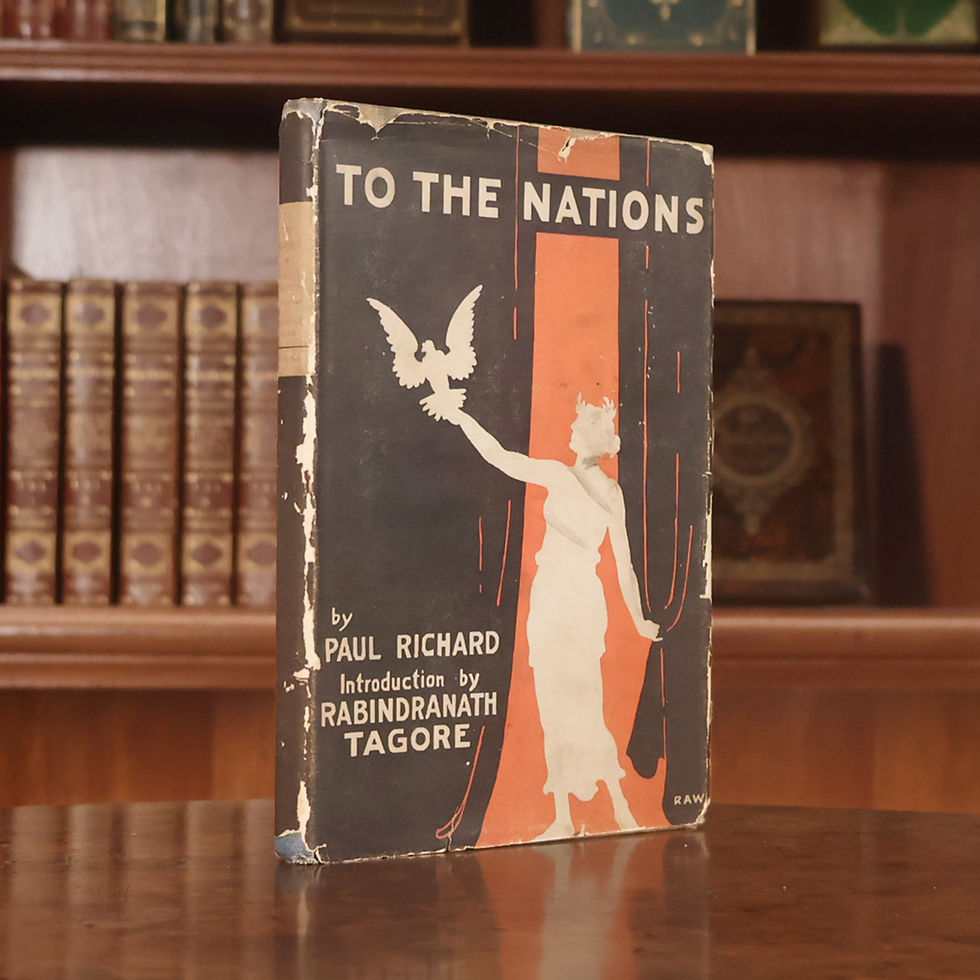 TO THE NATIONS
by
PAUL RICHARD
Introduction by
RABINDRANATH
TAGORE
RAW